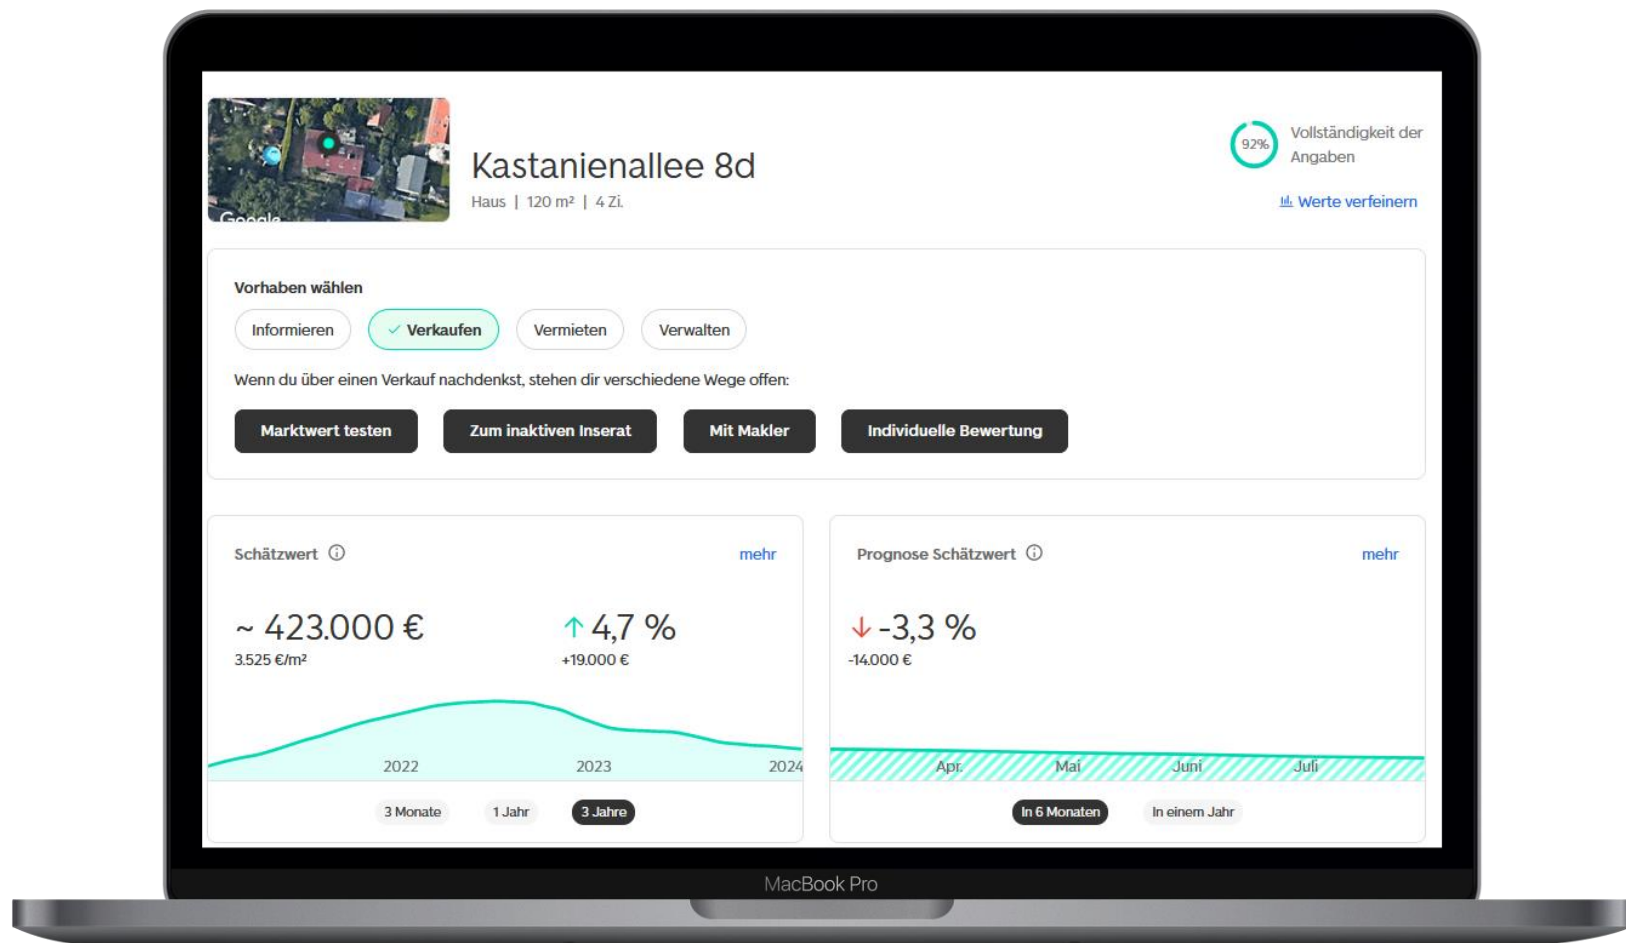 Google
Kastanienallee 8d
Haus | 120 m² | 4 Zi.
92%
Vollständigkeit der
Angaben
Werte verfeinern
Vorhaben wählen
Informieren
Verkaufen
Vermieten
Verwalten
Wenn du über einen Verkauf nachdenkst, stehen dir verschiedene Wege offen:
Marktwert testen
Zum inaktiven Inserat
Mit Makler
Individuelle Bewertung
Schätzwert
mehr
~ 423.000 €
3.525 €/m²
4,7 %
+19.000 €
2022
2023
2024
3 Monate
1 Jahr
3 Jahre
Prognose Schätzwert
mehr
-3,3 %
-14.000 €
Apr.
Mai
Juni
Juli
In 6 Monaten
In einem Jahr
MacBook Pro